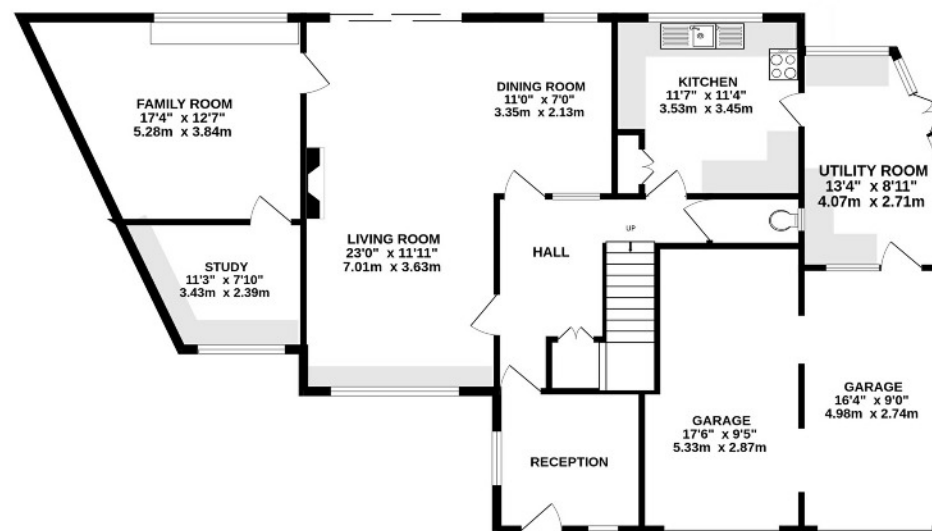 FAMILY ROOM
17'4" x 12'7"
5.28m x 3.84m
DINING ROOM
11'0" x 7'0"
3.35m x 2.13m
KITCHEN
11'7" x 11'4"
3.53m x 3.45m
UTILITY ROOM
13'4" x 8'11"
4.07m x 2.71m
LIVING ROOM
23'0" x 11'11"
7.01m x 3.63m
HALL
UP
STUDY
11'3" x 7'10"
3.43m x 2.39m
GARAGE
16'4" x 9'0"
4.98m x 2.74m
GARAGE
17'6" x 9'5"
5.33m x 2.87m
RECEPTION